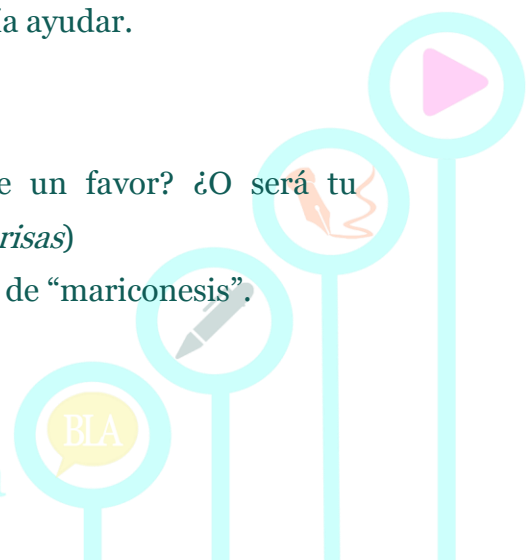 ía ayudar.
e un favor? ¿O será tu
risas)
de “mariconesis”.
BLA